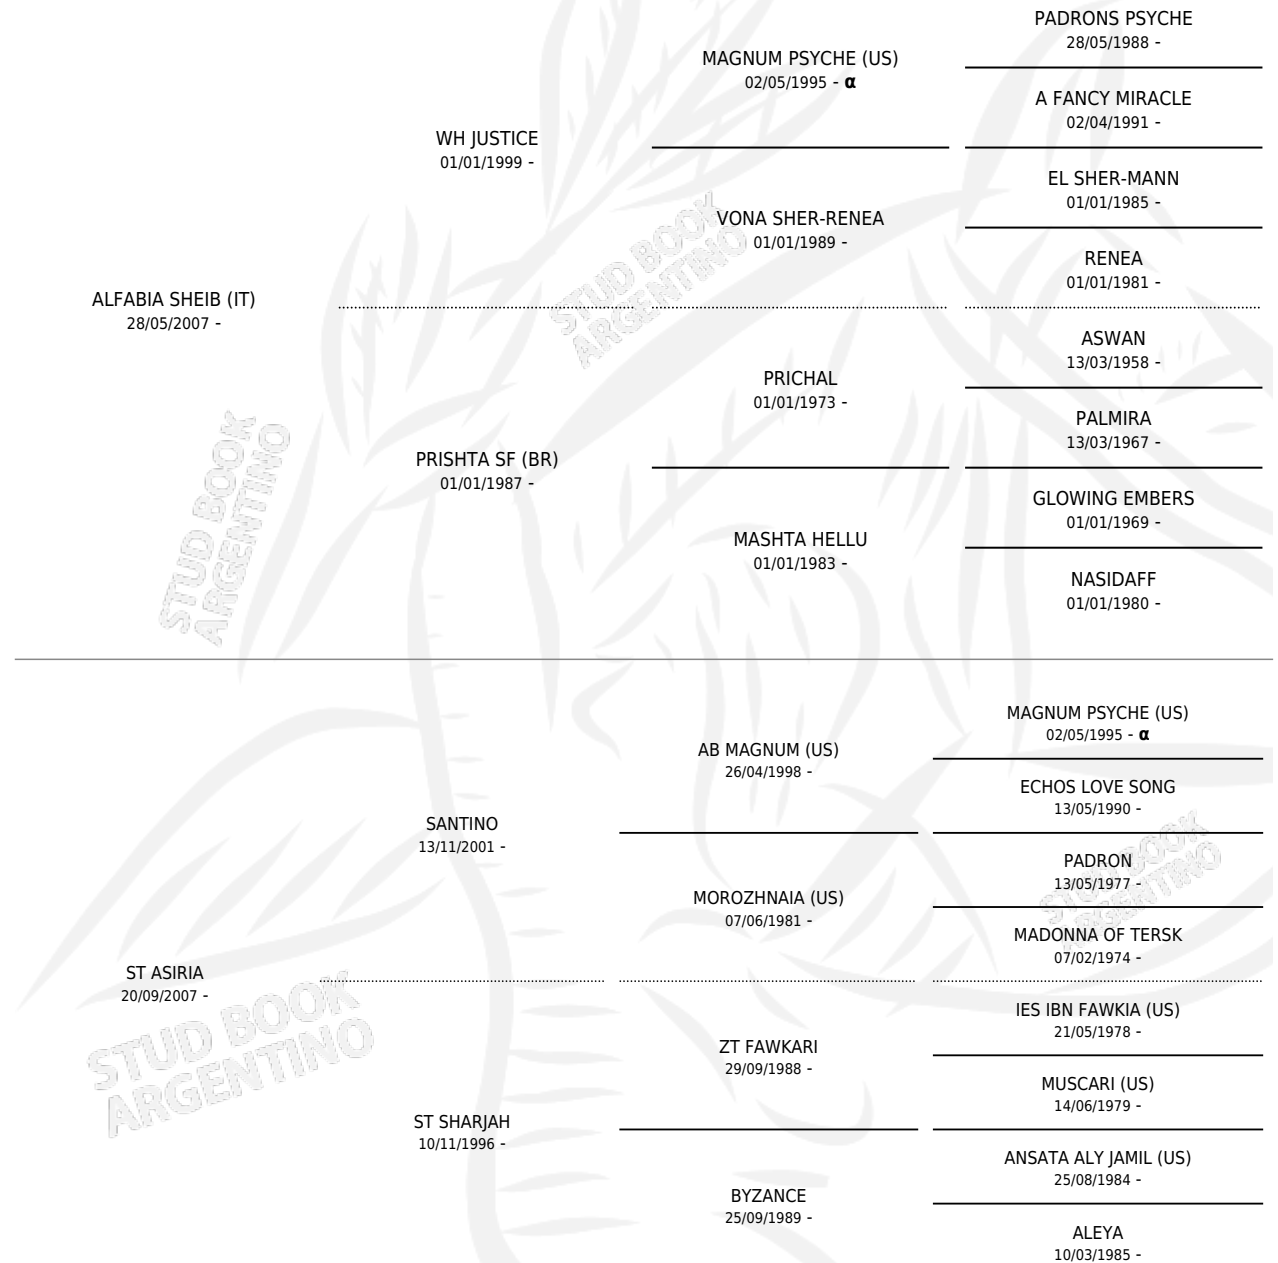 PADRONS PSYCHE
28/05/1988 -
MAGNUM PSYCHE (US)
02/05/1995 - α
A FANCY MIRACLE
02/04/1991 -
WH JUSTICE
01/01/1999 -
EL SHER-MANN
01/01/1985 -
VONA SHER-RENEA
01/01/1989 -
RENEA
01/01/1981 -
ALFABIA SHEIB (IT)
28/05/2007 -
ASWAN
13/03/1958 -
PRICHAL
01/01/1973 -
PALMIRA
13/03/1967 -
PRISHTA SF (BR)
01/01/1987 -
GLOWING EMBERS
01/01/1969 -
MASHTA HELLU
01/01/1983 -
NASIDAFF
01/01/1980 -
MAGNUM PSYCHE (US)
02/05/1995 - α
AB MAGNUM (US)
26/04/1998 -
ECHOS LOVE SONG
13/05/1990 -
SANTINO
13/11/2001 -
PADRON
13/05/1977 -
MOROZHNAIA (US)
07/06/1981 -
MADONNA OF TERSK
07/02/1974 -
ST ASIRIA
20/09/2007 -
IES IBN FAWKIA (US)
21/05/1978 -
ZT FAWKARI
29/09/1988 -
MUSCARI (US)
14/06/1979 -
ST SHARJAH
10/11/1996 -
ANSATA ALY JAMIL (US)
25/08/1984 -
BYZANCE
25/09/1989 -
ALEYA
10/03/1985 -
STUD BOOK
ARGENTINO
STUD BOOK
ARGENTINO
STUD BOOK
ARGENTINO
STUD BOOK
ARGENTINO